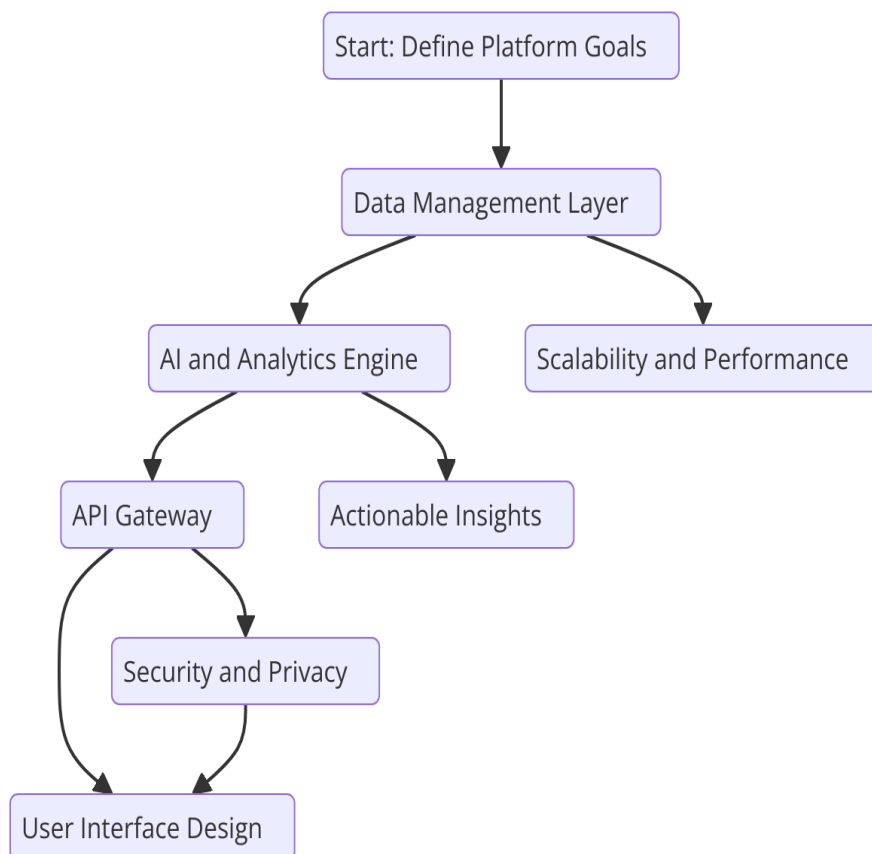 Start: Define Platform Goals
Data Management Layer
AI and Analytics Engine
Scalability and Performance
API Gateway
Actionable Insights
Security and Privacy
User Interface Design